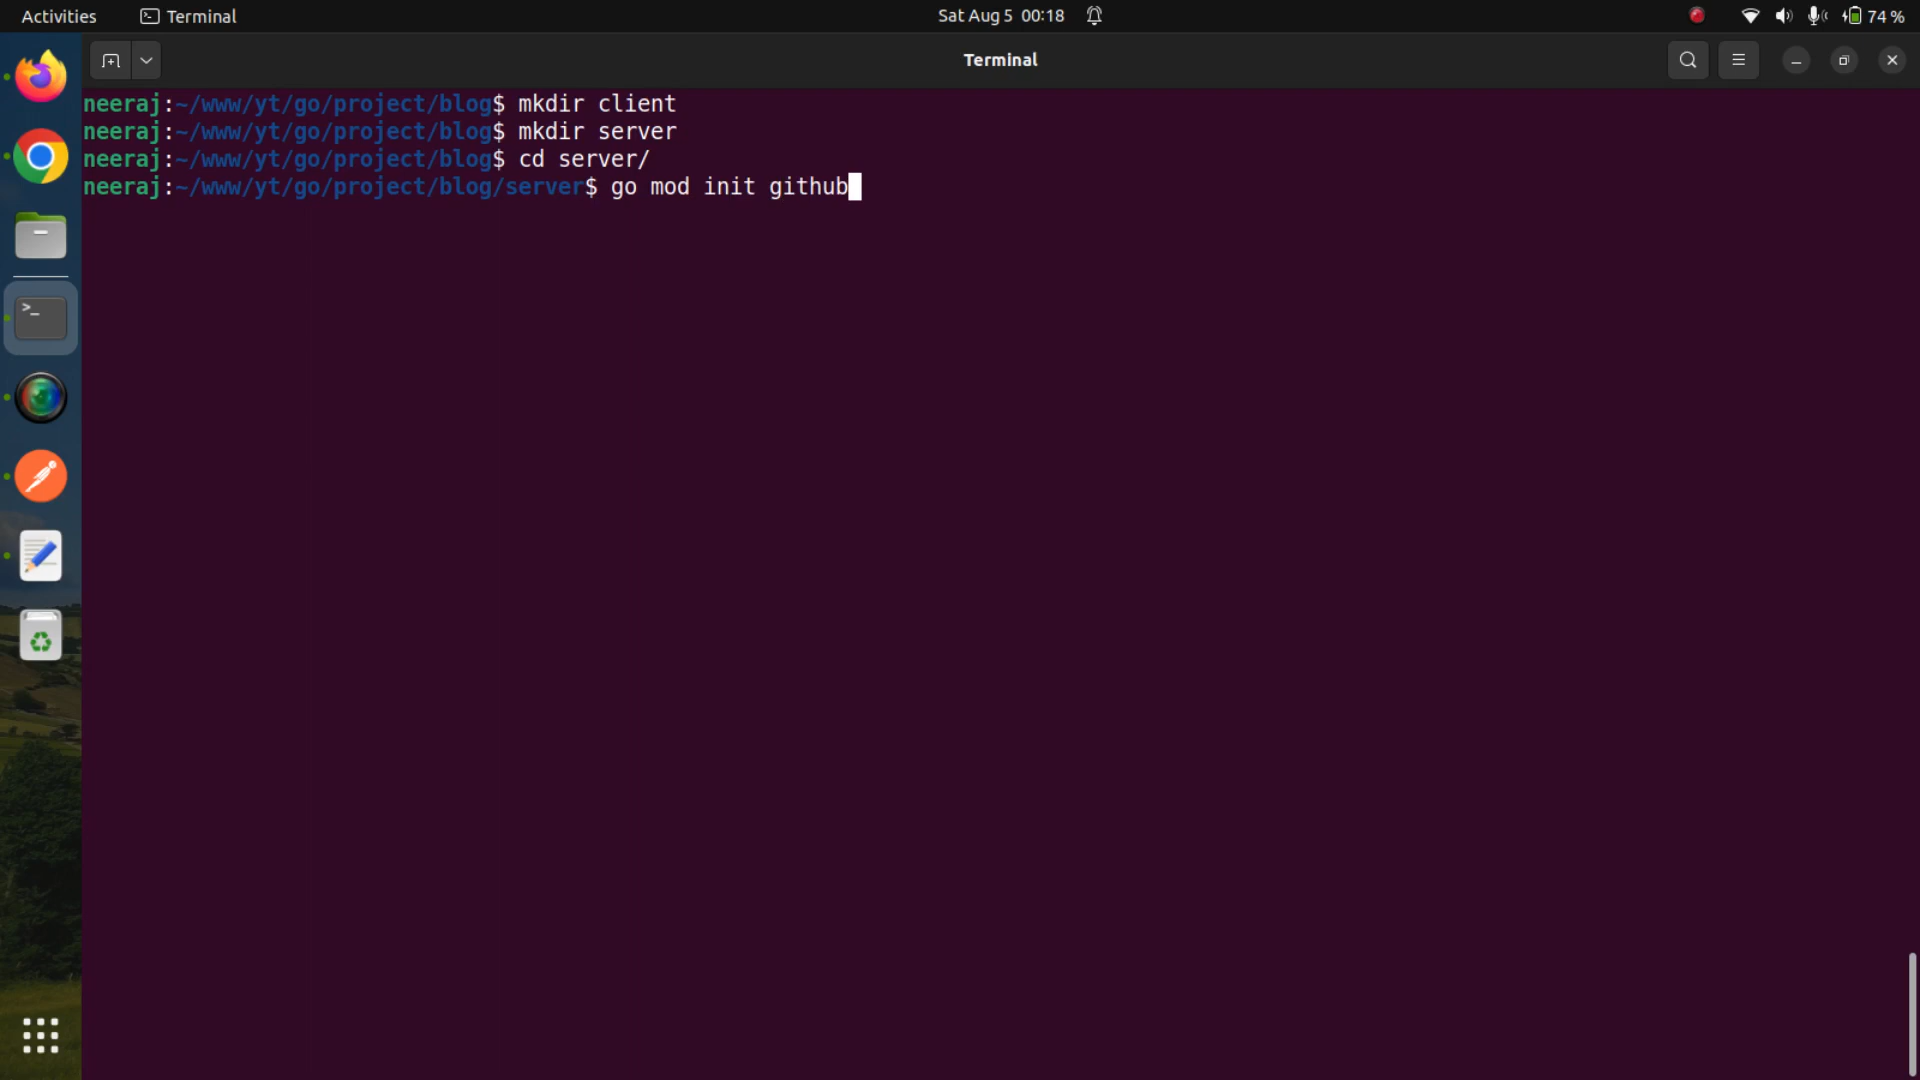 Activities Terminal Sat Aug 5 00:18 74 %
Terminal
neeraj:~/www/yt/go/project/blog$ mkdir client
neeraj:~/www/yt/go/project/blog$ mkdir server
neeraj:~/www/yt/go/project/blog$ cd server/
neeraj:~/www/yt/go/project/blog/server$ go mod init github